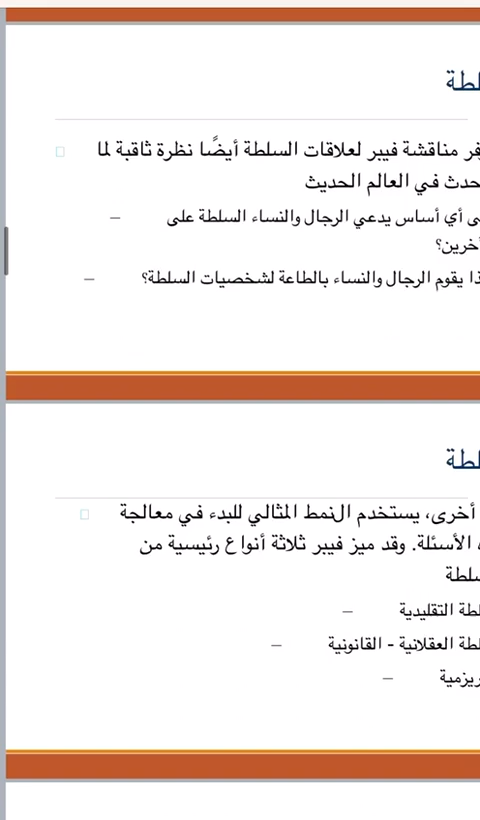 لطة
فر مناقشة فيبر لعلاقات السلطة أيضًا نظرة ثاقبة لما
حدث في العالم الحديث
ى أي أساس يدعي الرجال والنساء السلطة على
آخرين؟
ذا يقوم الرجال والنساء بالطاعة لشخصيات السلطة؟
لطة
أخرى، يستخدم النمط المثالي للبدء في معالجة
ه الأسئلة. وقد ميز فيبر ثلاثة أنواع رئيسية من
سلطة
لطة التقليدية
لطة العقلانية - القانونية
ريزمية